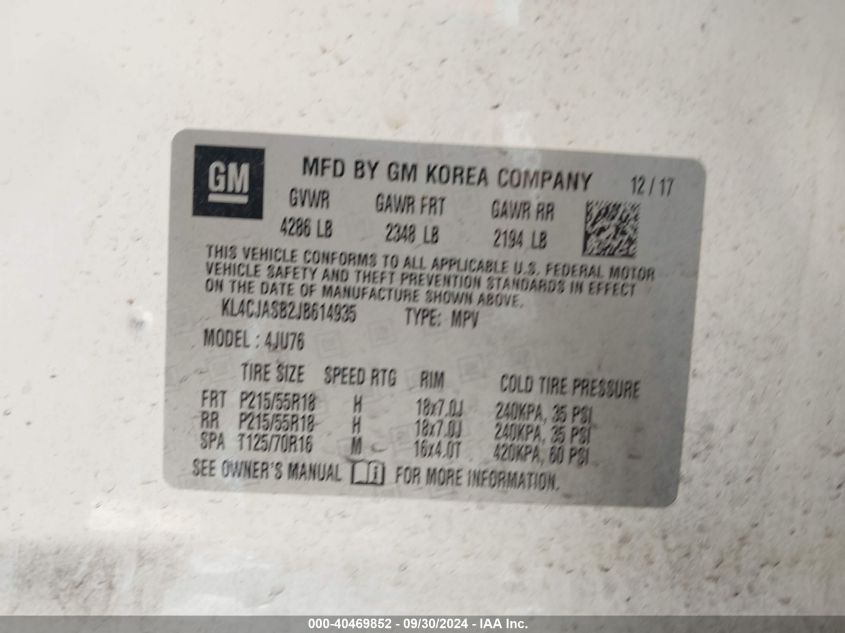 GM
MFD BY GM KOREA COMPANY 12/17
GVWR GAWR FRT GAWR RR
4286 LB 2348 LB 2194 LB
THIS VEHICLE CONFORMS TO ALL APPLICABLE U.S. FEDERAL MOTOR
VEHICLE SAFETY AND THEFT PREVENTION STANDARDS IN EFFECT
ON THE DATE OF MANUFACTURE SHOWN ABOVE.
KL4CJASB2JB614935 TYPE: MPV
MODEL : 4JU76
TIRE SIZE SPEED RTG RIM COLD TIRE PRESSURE
FRT P215/55R18 H 18x7.0J 240KPA, 35 PSI
RR P215/55R18 H 18x7.0J 240KPA, 35 PSI
SPA T125/70R16 M 16x4.0T 420KPA, 60 PSI
SEE OWNER'S MANUAL FOR MORE INFORMATION.
000-40469852 - 09/30/2024 - IAA Inc.